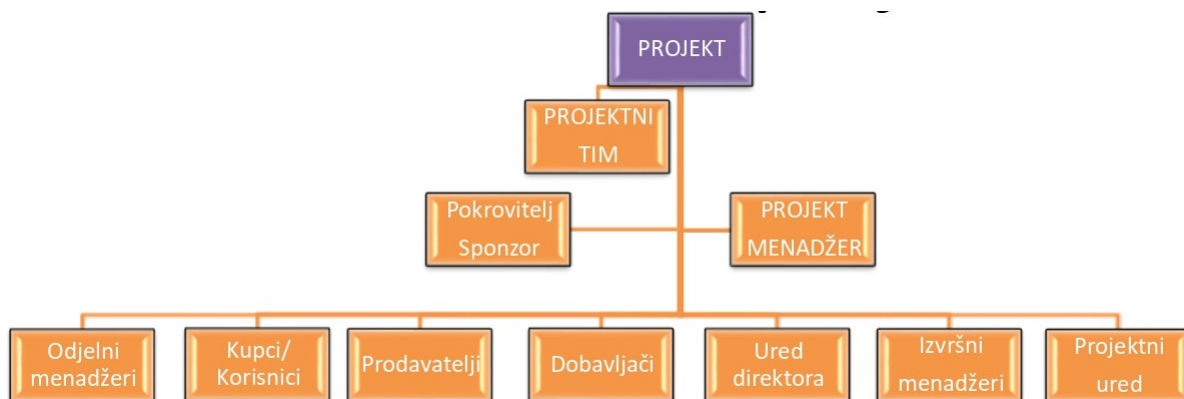 PROJEKT
PROJEKTNI
TIM
Pokrovitelj
Sponzor
PROJEKT
MENADŽER
Odjelni
menadžeri
Kupci/
Korisnici
Prodavatelji
Dobavljači
Ured
direktora
Izvršni
menadžeri
Projektni
ured